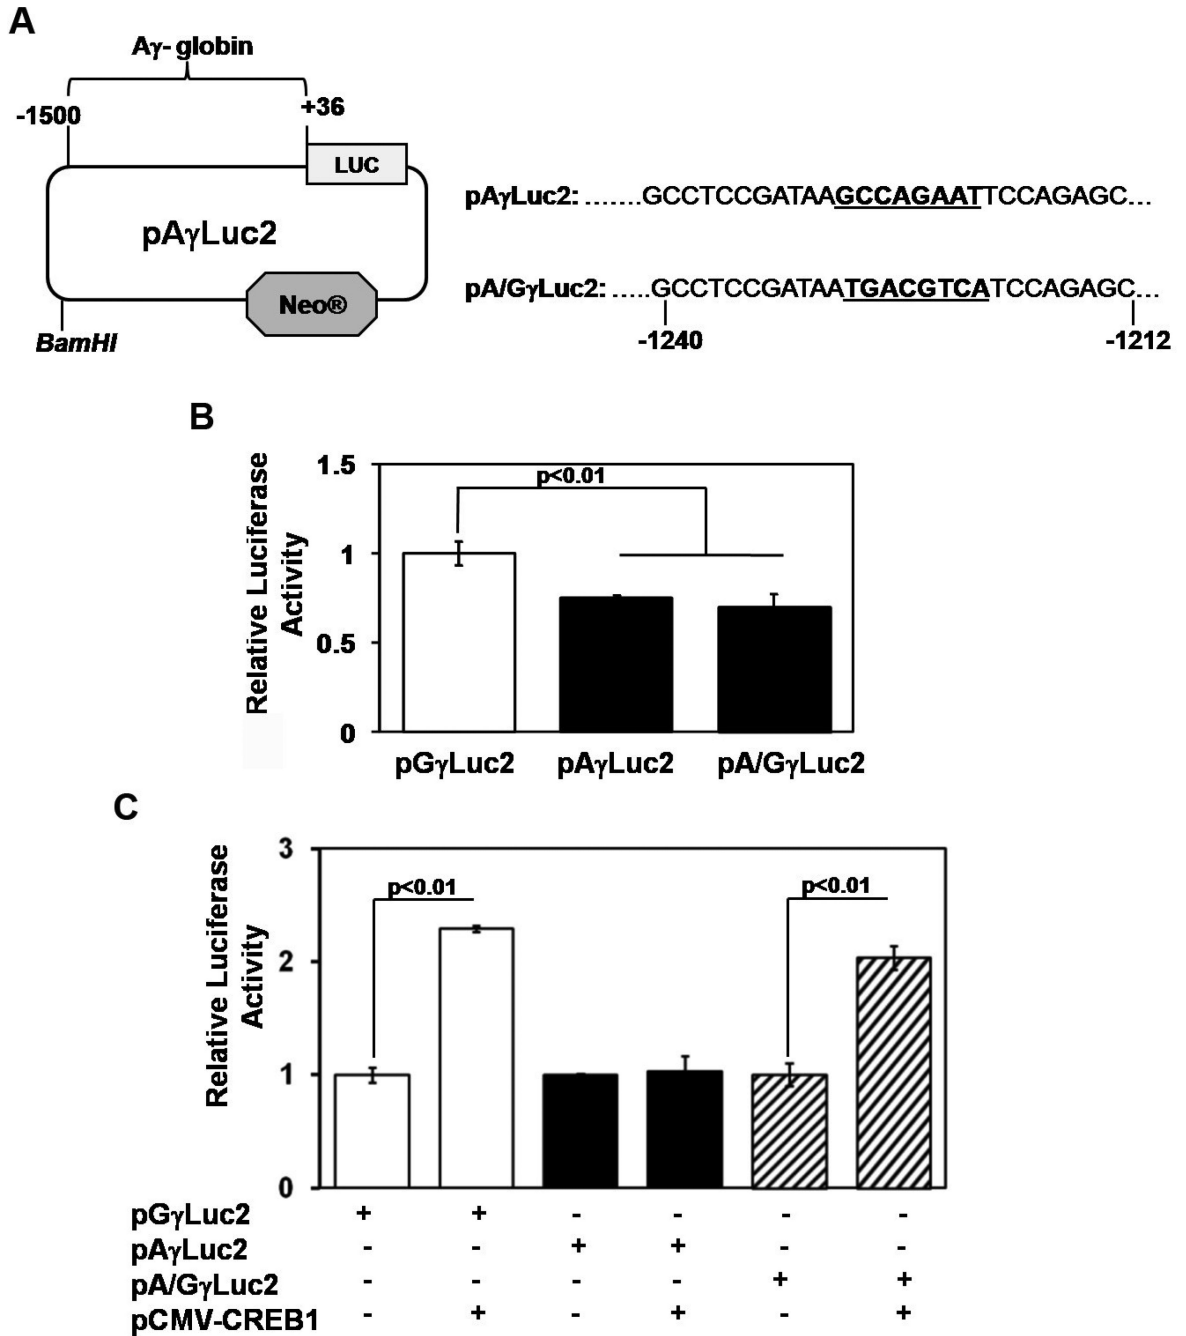 A
Aγ- globin
-1500
+36
LUC
pAγLuc2
Neo®
BamHI
pAγLuc2: .......GCCTCCGATAAGCCAGAATTCCAGAGC...
pA/GγLuc2: .....GCCTCCGATAATGACGTCATCCAGAGC...
-1240
-1212
B
Relative Luciferase
Activity
1.5
1
0.5
0
p<0.01
pGγLuc2
pAγLuc2
pA/GγLuc2
C
Relative Luciferase
Activity
3
2
1
0
p<0.01
p<0.01
pGγLuc2 + + - - - -
pAγLuc2 - - + + - -
pA/GγLuc2 - - - - + +
pCMV-CREB1 - + - + - +